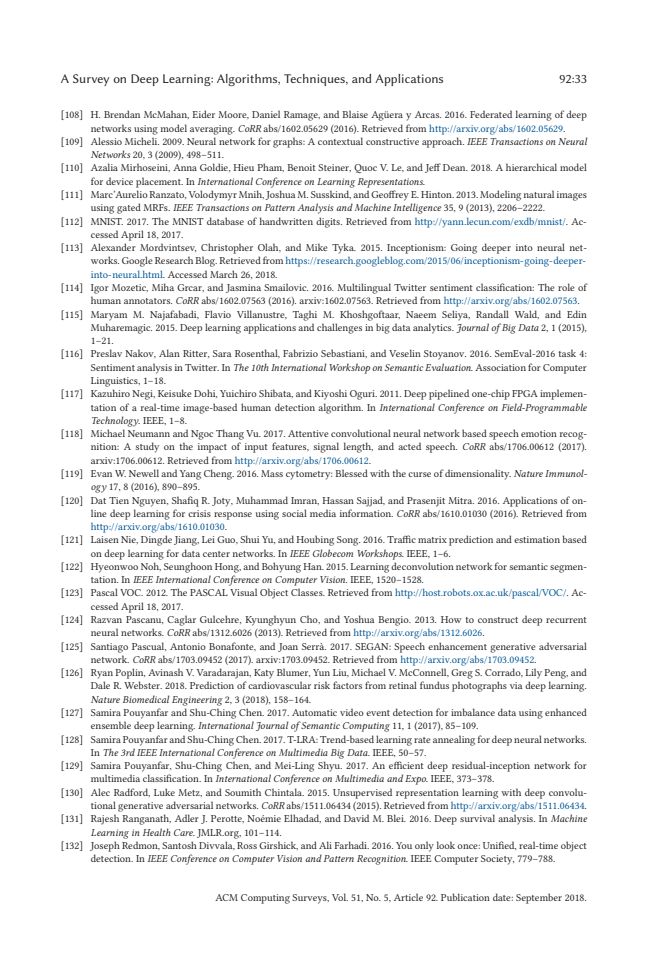 A Survey on Deep Learning: Algorithms, Techniques, and Applications 92:33
[108] H. Brendan McMahan, Eider Moore, Daniel Ramage, and Blaise Agüera y Arcas. 2016. Federated learning of deep
networks using model averaging. CoRR abs/1602.05629 (2016). Retrieved from http://arxiv.org/abs/1602.05629.
[109] Alessio Micheli. 2009. Neural network for graphs: A contextual constructive approach. IEEE Transactions on Neural
Networks 20, 3 (2009), 498–511.
[110] Azalia Mirhoseini, Anna Goldie, Hieu Pham, Benoit Steiner, Quoc V. Le, and Jeff Dean. 2018. A hierarchical model
for device placement. In International Conference on Learning Representations.
[111] Marc'Aurelio Ranzato, Volodymyr Mnih, Joshua M. Susskind, and Geoffrey E. Hinton. 2013. Modeling natural images
using gated MRFs. IEEE Transactions on Pattern Analysis and Machine Intelligence 35, 9 (2013), 2206–2222.
[112] MNIST. 2017. The MNIST database of handwritten digits. Retrieved from http://yann.lecun.com/exdb/mnist/. Ac-
cessed April 18, 2017.
[113] Alexander Mordvintsev, Christopher Olah, and Mike Tyka. 2015. Inceptionism: Going deeper into neural net-
works. Google Research Blog. Retrieved from https://research.googleblog.com/2015/06/inceptionism-going-deeper-
into-neural.html. Accessed March 26, 2018.
[114] Igor Mozetic, Miha Grcar, and Jasmina Smailovic. 2016. Multilingual Twitter sentiment classification: The role of
human annotators. CoRR abs/1602.07563 (2016). arxiv:1602.07563. Retrieved from http://arxiv.org/abs/1602.07563.
[115] Maryam M. Najafabadi, Flavio Villanustre, Taghi M. Khoshgoftaar, Naeem Seliya, Randall Wald, and Edin
Muharemagic. 2015. Deep learning applications and challenges in big data analytics. Journal of Big Data 2, 1 (2015),
1–21.
[116] Preslav Nakov, Alan Ritter, Sara Rosenthal, Fabrizio Sebastiani, and Veselin Stoyanov. 2016. SemEval-2016 task 4:
Sentiment analysis in Twitter. In The 10th International Workshop on Semantic Evaluation. Association for Computer
Linguistics, 1–18.
[117] Kazuhiro Negi, Keisuke Dohi, Yuichiro Shibata, and Kiyoshi Oguri. 2011. Deep pipelined one-chip FPGA implemen-
tation of a real-time image-based human detection algorithm. In International Conference on Field-Programmable
Technology. IEEE, 1–8.
[118] Michael Neumann and Ngoc Thang Vu. 2017. Attentive convolutional neural network based speech emotion recog-
nition: A study on the impact of input features, signal length, and acted speech. CoRR abs/1706.00612 (2017).
arxiv:1706.00612. Retrieved from http://arxiv.org/abs/1706.00612.
[119] Evan W. Newell and Yang Cheng. 2016. Mass cytometry: Blessed with the curse of dimensionality. Nature Immunol-
ogy 17, 8 (2016), 890–895.
[120] Dat Tien Nguyen, Shafiq R. Joty, Muhammad Imran, Hassan Sajjad, and Prasenjit Mitra. 2016. Applications of on-
line deep learning for crisis response using social media information. CoRR abs/1610.01030 (2016). Retrieved from
http://arxiv.org/abs/1610.01030.
[121] Laisen Nie, Dingde Jiang, Lei Guo, Shui Yu, and Houbing Song. 2016. Traffic matrix prediction and estimation based
on deep learning for data center networks. In IEEE Globecom Workshops. IEEE, 1–6.
[122] Hyeonwoo Noh, Seunghoon Hong, and Bohyung Han. 2015. Learning deconvolution network for semantic segmen-
tation. In IEEE International Conference on Computer Vision. IEEE, 1520–1528.
[123] Pascal VOC. 2012. The PASCAL Visual Object Classes. Retrieved from http://host.robots.ox.ac.uk/pascal/VOC/. Ac-
cessed April 18, 2017.
[124] Razvan Pascanu, Caglar Gulcehre, Kyunghyun Cho, and Yoshua Bengio. 2013. How to construct deep recurrent
neural networks. CoRR abs/1312.6026 (2013). Retrieved from http://arxiv.org/abs/1312.6026.
[125] Santiago Pascual, Antonio Bonafonte, and Joan Serrà. 2017. SEGAN: Speech enhancement generative adversarial
network. CoRR abs/1703.09452 (2017). arxiv:1703.09452. Retrieved from http://arxiv.org/abs/1703.09452.
[126] Ryan Poplin, Avinash V. Varadarajan, Katy Blumer, Yun Liu, Michael V. McConnell, Greg S. Corrado, Lily Peng, and
Dale R. Webster. 2018. Prediction of cardiovascular risk factors from retinal fundus photographs via deep learning.
Nature Biomedical Engineering 2, 3 (2018), 158–164.
[127] Samira Pouyanfar and Shu-Ching Chen. 2017. Automatic video event detection for imbalance data using enhanced
ensemble deep learning. International Journal of Semantic Computing 11, 1 (2017), 85–109.
[128] Samira Pouyanfar and Shu-Ching Chen. 2017. T-LRA: Trend-based learning rate annealing for deep neural networks.
In The 3rd IEEE International Conference on Multimedia Big Data. IEEE, 50–57.
[129] Samira Pouyanfar, Shu-Ching Chen, and Mei-Ling Shyu. 2017. An efficient deep residual-inception network for
multimedia classification. In International Conference on Multimedia and Expo. IEEE, 373–378.
[130] Alec Radford, Luke Metz, and Soumith Chintala. 2015. Unsupervised representation learning with deep convolu-
tional generative adversarial networks. CoRR abs/1511.06434 (2015). Retrieved from http://arxiv.org/abs/1511.06434.
[131] Rajesh Ranganath, Adler J. Perotte, Noémie Elhadad, and David M. Blei. 2016. Deep survival analysis. In Machine
Learning in Health Care. JMLR.org, 101–114.
[132] Joseph Redmon, Santosh Divvala, Ross Girshick, and Ali Farhadi. 2016. You only look once: Unified, real-time object
detection. In IEEE Conference on Computer Vision and Pattern Recognition. IEEE Computer Society, 779–788.
ACM Computing Surveys, Vol. 51, No. 5, Article 92. Publication date: September 2018.